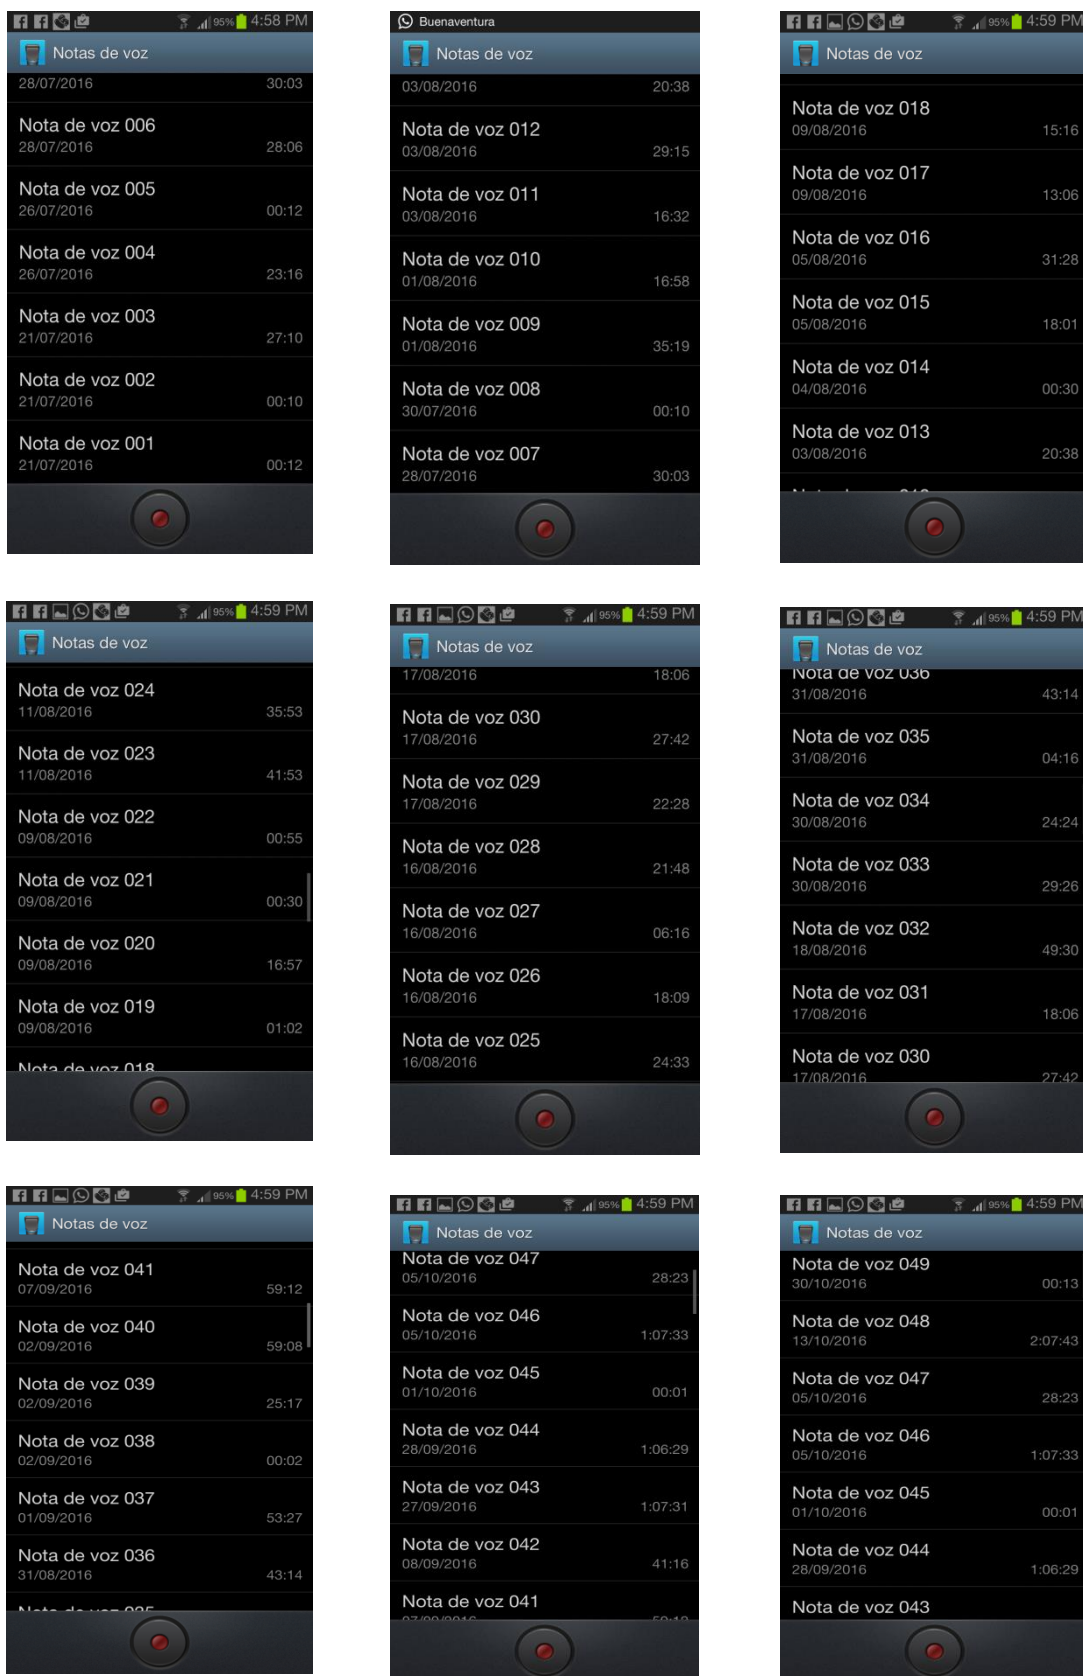 95% 4:58 PM
Notas de voz
28/07/2016 30:03
Nota de voz 006
28/07/2016 28:06
Nota de voz 005
26/07/2016 00:12
Nota de voz 004
26/07/2016 23:16
Nota de voz 003
21/07/2016 27:10
Nota de voz 002
21/07/2016 00:10
Nota de voz 001
21/07/2016 00:12
Buenaventura
Notas de voz
03/08/2016 20:38
Nota de voz 012
03/08/2016 29:15
Nota de voz 011
03/08/2016 16:32
Nota de voz 010
01/08/2016 16:58
Nota de voz 009
01/08/2016 35:19
Nota de voz 008
30/07/2016 00:10
Nota de voz 007
28/07/2016 30:03
95% 4:59 PM
Notas de voz
Nota de voz 018
09/08/2016 15:16
Nota de voz 017
09/08/2016 13:06
Nota de voz 016
05/08/2016 31:28
Nota de voz 015
05/08/2016 18:01
Nota de voz 014
04/08/2016 00:30
Nota de voz 013
03/08/2016 20:38
95% 4:59 PM
Notas de voz
Nota de voz 024
11/08/2016 35:53
Nota de voz 023
11/08/2016 41:53
Nota de voz 022
09/08/2016 00:55
Nota de voz 021
09/08/2016 00:30
Nota de voz 020
09/08/2016 16:57
Nota de voz 019
09/08/2016 01:02
Nota de voz 018
95% 4:59 PM
Notas de voz
17/08/2016 18:06
Nota de voz 030
17/08/2016 27:42
Nota de voz 029
17/08/2016 22:28
Nota de voz 028
16/08/2016 21:48
Nota de voz 027
16/08/2016 06:16
Nota de voz 026
16/08/2016 18:09
Nota de voz 025
16/08/2016 24:33
95% 4:59 PM
Notas de voz
Nota de voz 036
31/08/2016 43:14
Nota de voz 035
31/08/2016 04:16
Nota de voz 034
30/08/2016 24:24
Nota de voz 033
30/08/2016 29:26
Nota de voz 032
18/08/2016 49:30
Nota de voz 031
17/08/2016 18:06
Nota de voz 030
17/08/2016 27:42
95% 4:59 PM
Notas de voz
Nota de voz 041
07/09/2016 59:12
Nota de voz 040
02/09/2016 59:08
Nota de voz 039
02/09/2016 25:17
Nota de voz 038
02/09/2016 00:02
Nota de voz 037
01/09/2016 53:27
Nota de voz 036
31/08/2016 43:14
95% 4:59 PM
Notas de voz
Nota de voz 047
05/10/2016 28:23
Nota de voz 046
05/10/2016 1:07:33
Nota de voz 045
01/10/2016 00:01
Nota de voz 044
28/09/2016 1:06:29
Nota de voz 043
27/09/2016 1:07:31
Nota de voz 042
08/09/2016 41:16
Nota de voz 041
95% 4:59 PM
Notas de voz
Nota de voz 049
30/10/2016 00:13
Nota de voz 048
13/10/2016 2:07:43
Nota de voz 047
05/10/2016 28:23
Nota de voz 046
05/10/2016 1:07:33
Nota de voz 045
01/10/2016 00:01
Nota de voz 044
28/09/2016 1:06:29
Nota de voz 043